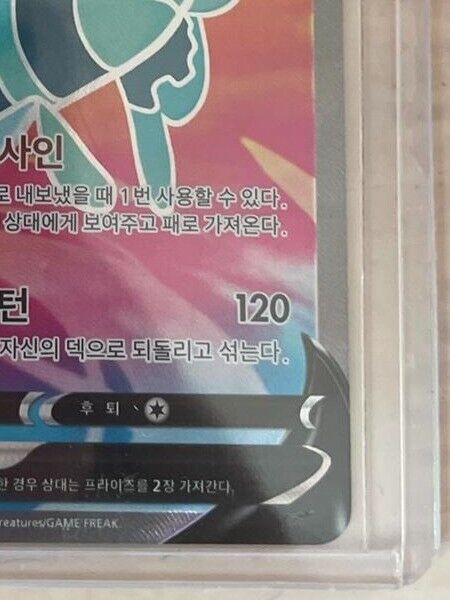 사인
로 내보냈을 때 1번 사용할 수 있다.
상대에게 보여주고 패로 가져온다.
턴 120
자신의 덱으로 되돌리고 섞는다.
후퇴
한 경우 상대는 프라이즈를 2장 가져간다.
reatures/GAME FREAK.